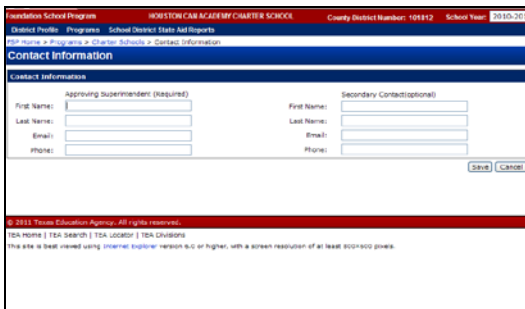 Foundation School Program HOUSTON CAN ACADEMY CHARTER SCHOOL County District Number: 101812 School Year: 2010-201
District Profile Programs School District State Aid Reports
FSP Home > Programs > Charter Schools > Contact Information
Contact Information
Contact Information
Approving Superintendent (Required) Secondary Contact(optional)
First Name: First Name:
Last Name: Last Name:
Email: Email:
Phone: Phone:
Save Cancel
© 2011 Texas Education Agency. All rights reserved.
TEA Home | TEA Search | TEA Locator | TEA Divisions
This site is best viewed using Internet Explorer version 6.0 or higher, with a screen resolution of at least 800x600 pixels.